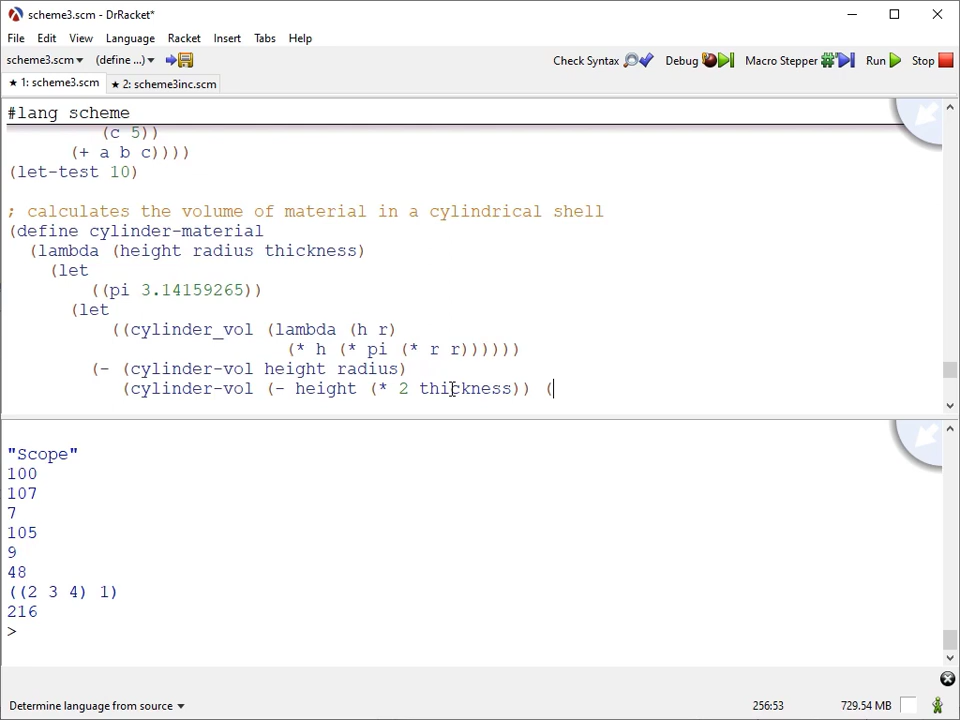 scheme3.scm - DrRacket*
File Edit View Language Racket Insert Tabs Help
scheme3.scm (define ...) Check Syntax Debug Macro Stepper Run Stop
★ 1: scheme3.scm ★ 2: scheme3inc.scm
#lang scheme
(c 5))
(+ a b c))))
(let-test 10)
; calculates the volume of material in a cylindrical shell
(define cylinder-material
(lambda (height radius thickness)
(let
((pi 3.14159265))
(let
((cylinder_vol (lambda (h r)
(* h (* pi (* r r))))))
(- (cylinder-vol height radius)
(cylinder-vol (- height (* 2 thickness)) (
"Scope"
100
107
7
105
9
48
((2 3 4) 1)
216
>
Determine language from source 256:53 729.54 MB